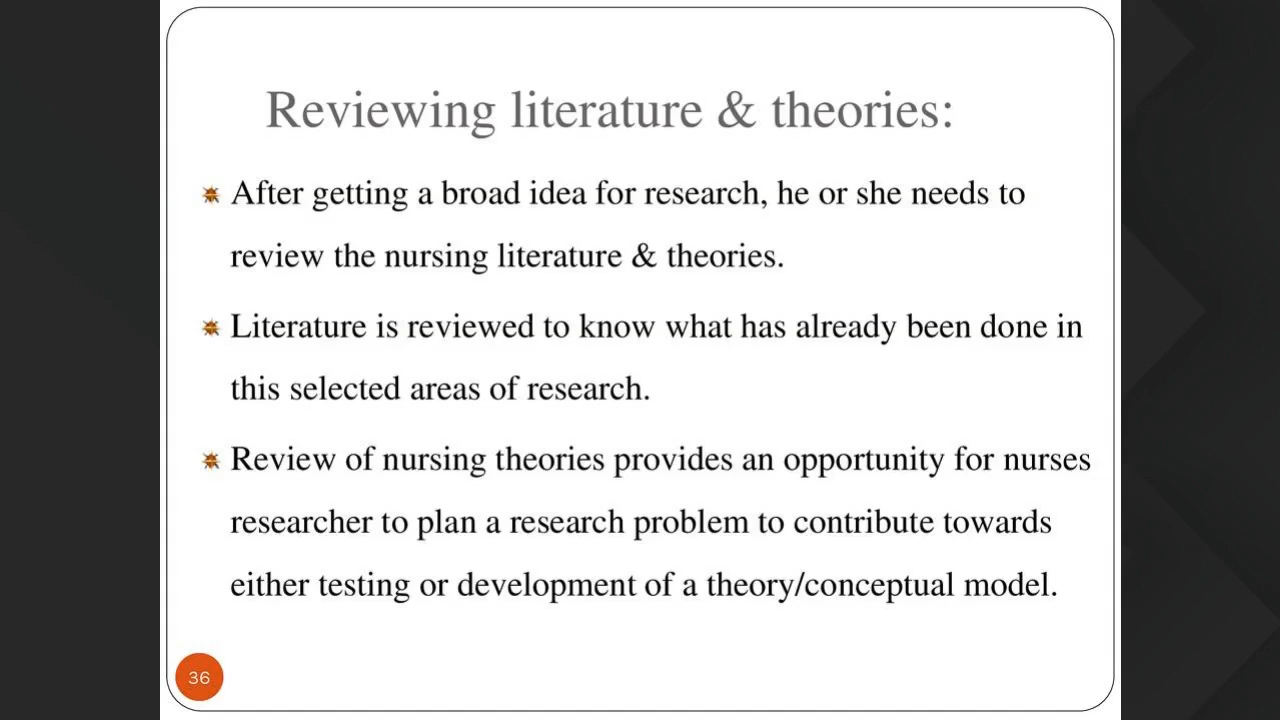 Reviewing literature & theories:
After getting a broad idea for research, he or she needs to
review the nursing literature & theories.
Literature is reviewed to know what has already been done in
this selected areas of research.
Review of nursing theories provides an opportunity for nurses
researcher to plan a research problem to contribute towards
either testing or development of a theory/conceptual model.
36